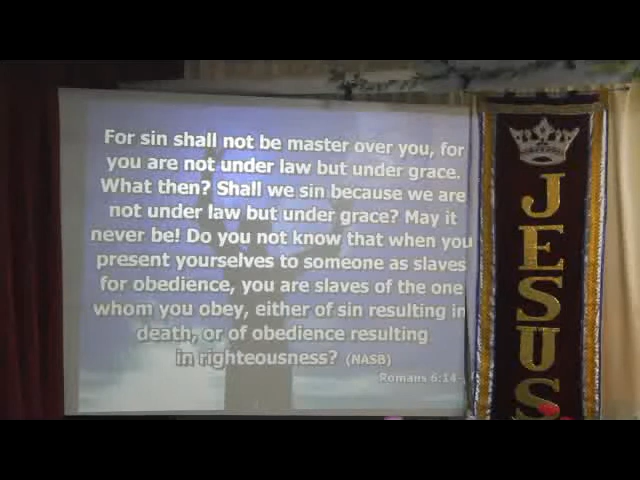 For sin shall not be master over you, for
you are not under law but under grace.
What then? Shall we sin because we are
not under law but under grace? May it
never be! Do you not know that when you
present yourselves to someone as slaves
for obedience, you are slaves of the one
whom you obey, either of sin resulting in
death, or of obedience resulting
in righteousness? (NASB)
Romans 6:14-
JESUS